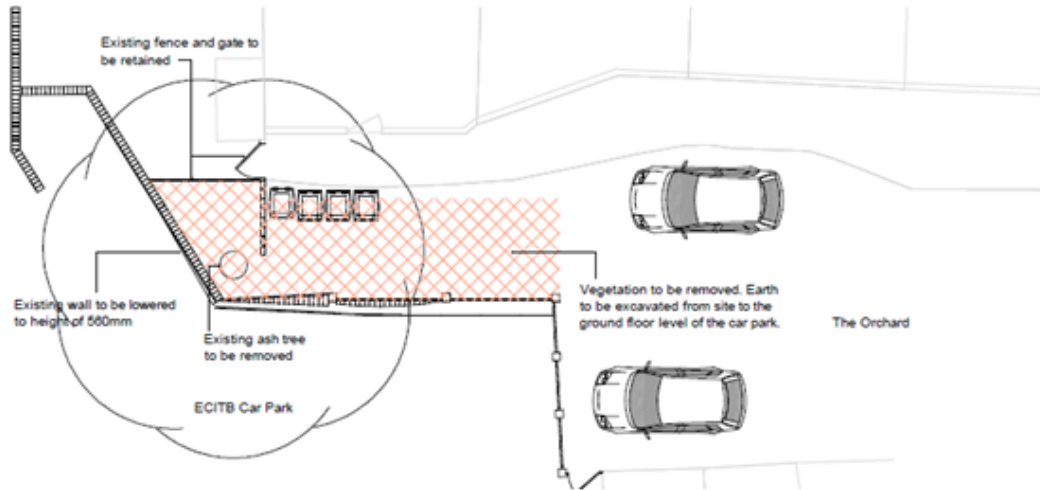 Existing fence and gate to
be retained
Existing wall to be lowered
to height of 560mm
Existing ash tree
to be removed
Vegetation to be removed. Earth
to be excavated from site to the
ground floor level of the car park.
The Orchard
ECITB Car Park